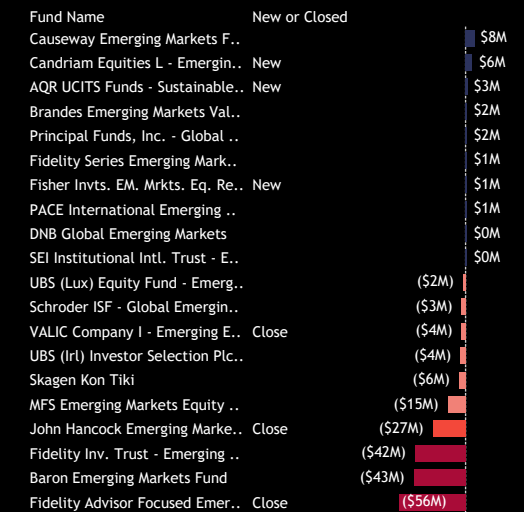 Fund Name New or Closed
Causeway Emerging Markets F.. $8M
Candriam Equities L - Emergin.. New $6M
AQR UCITS Funds - Sustainable.. New $3M
Brandes Emerging Markets Val.. $2M
Principal Funds, Inc. - Global .. $2M
Fidelity Series Emerging Mark.. $1M
Fisher Invts. EM. Mrkts. Eq. Re.. New $1M
PACE International Emerging .. $1M
DNB Global Emerging Markets $0M
SEI Institutional Intl. Trust - E.. $0M
UBS (Lux) Equity Fund - Emerg.. ($2M)
Schroder ISF - Global Emergin.. ($3M)
VALIC Company I - Emerging E.. Close ($4M)
UBS (Irl) Investor Selection Plc.. ($4M)
Skagen Kon Tiki ($6M)
MFS Emerging Markets Equity .. ($15M)
John Hancock Emerging Marke.. Close ($27M)
Fidelity Inv. Trust - Emerging .. ($42M)
Baron Emerging Markets Fund ($43M)
Fidelity Advisor Focused Emer.. Close ($56M)